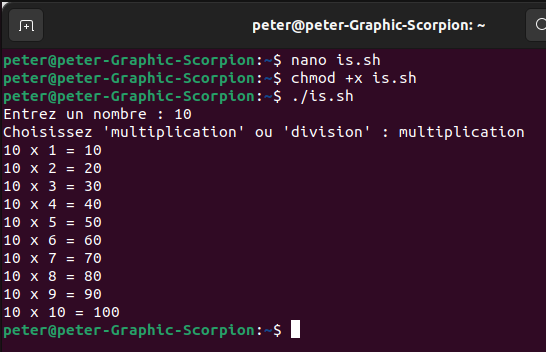 peter@peter-Graphic-Scorpion: ~
peter@peter-Graphic-Scorpion:~$ nano is.sh
peter@peter-Graphic-Scorpion:~$ chmod +x is.sh
peter@peter-Graphic-Scorpion:~$ ./is.sh
Entrez un nombre : 10
Choisissez 'multiplication' ou 'division' : multiplication
10 x 1 = 10
10 x 2 = 20
10 x 3 = 30
10 x 4 = 40
10 x 5 = 50
10 x 6 = 60
10 x 7 = 70
10 x 8 = 80
10 x 9 = 90
10 x 10 = 100
peter@peter-Graphic-Scorpion:~$